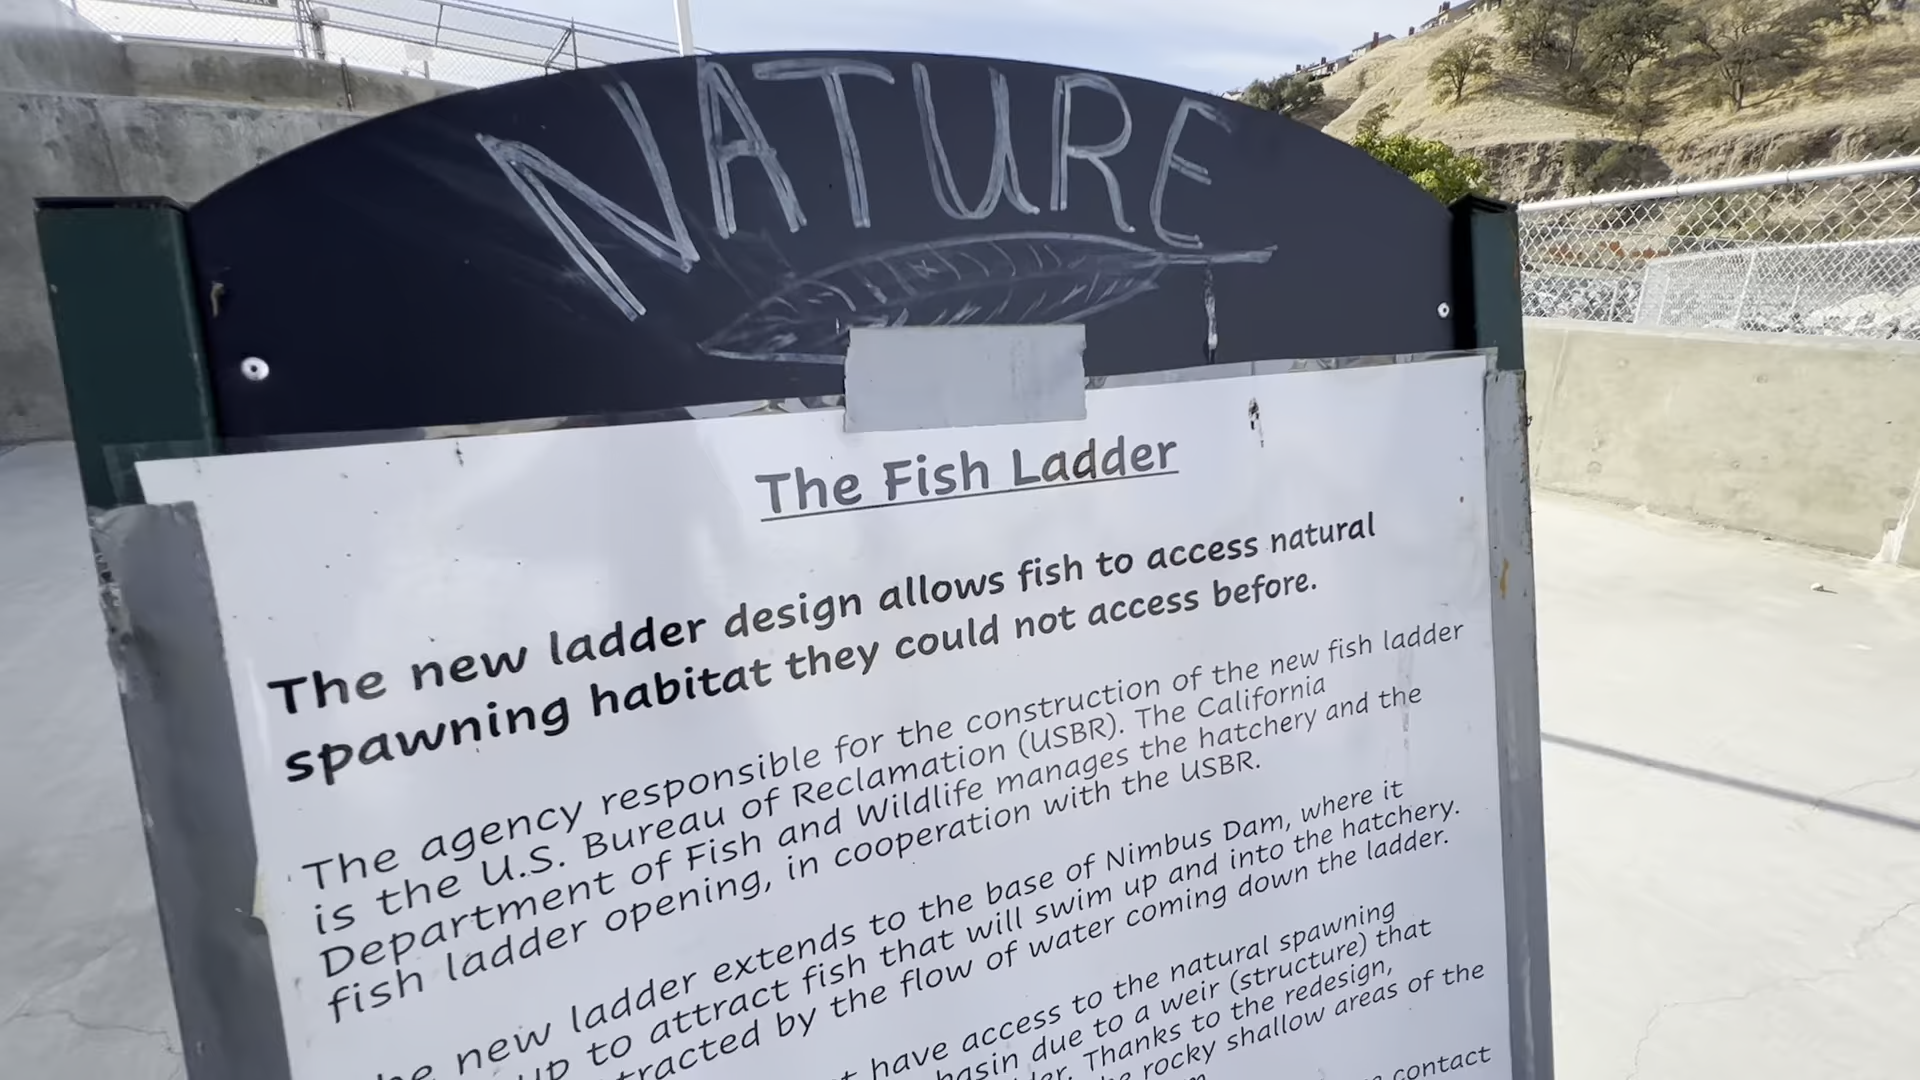 NATURE
The Fish Ladder
The new ladder design allows fish to access natural
spawning habitat they could not access before.
The agency responsible for the construction of the new fish ladder
is the U.S. Bureau of Reclamation (USBR). The California
Department of Fish and Wildlife manages the hatchery and the
fish ladder opening, in cooperation with the USBR.
new ladder extends to the base of Nimbus Dam, where it
up to attract fish that will swim up and into the hatchery.
by the flow of water coming down the ladder.
have access to the natural spawning
basin due to a weir (structure) that
Thanks to the redesign,
rocky shallow areas of the
contact